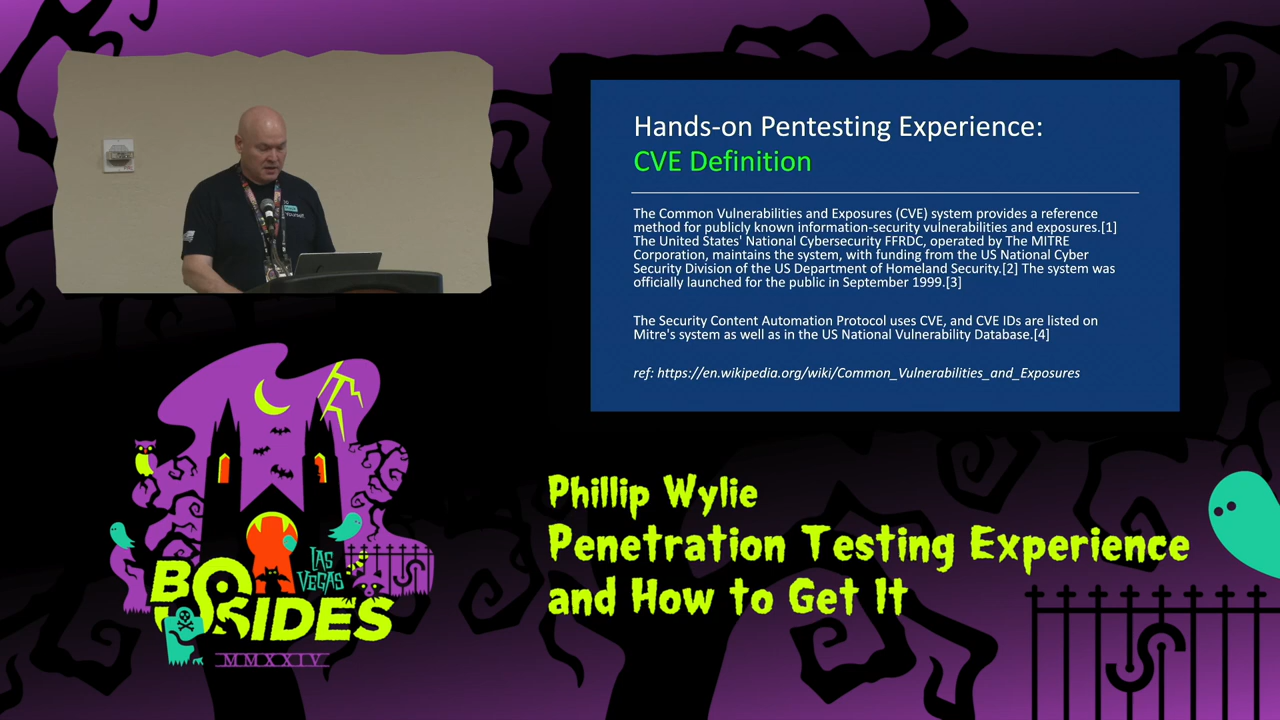 Hands-on Pentesting Experience:
CVE Definition
The Common Vulnerabilities and Exposures (CVE) system provides a reference
method for publicly known information-security vulnerabilities and exposures.[1]
The United States' National Cybersecurity FFRDC, operated by The MITRE
Corporation, maintains the system, with funding from the US National Cyber
Security Division of the US Department of Homeland Security.[2] The system was
officially launched for the public in September 1999.[3]
The Security Content Automation Protocol uses CVE, and CVE IDs are listed on
Mitre's system as well as in the US National Vulnerability Database.[4]
ref: https://en.wikipedia.org/wiki/Common_Vulnerabilities_and_Exposures
Phillip Wylie
Penetration Testing Experience
and How to Get It
LAS
VEGAS
BSIDES
MMXXIV